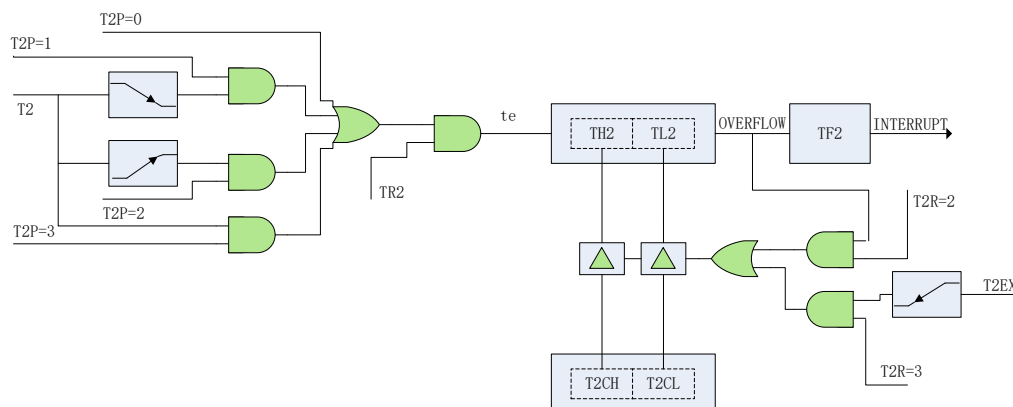 T2P=0
T2P=1
T2
T2P=2
T2P=3
TR2
te
TH2
TL2
OVERFLOW
TF2
INTERRUPT
T2R=2
T2EX
T2R=3
T2CH
T2CL